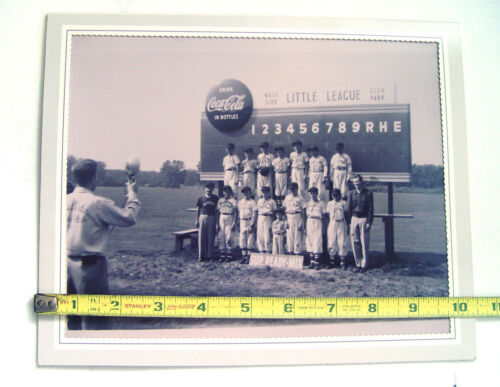 DRINK
Coca-Cola
IN BOTTLES
WEST SIDE
LITTLE LEAGUE
GLEN PARK
1 2 3 4 5 6 7 8 9 R H E
1 2 3 4 5 6 7 8 9 10 11
STANLEY